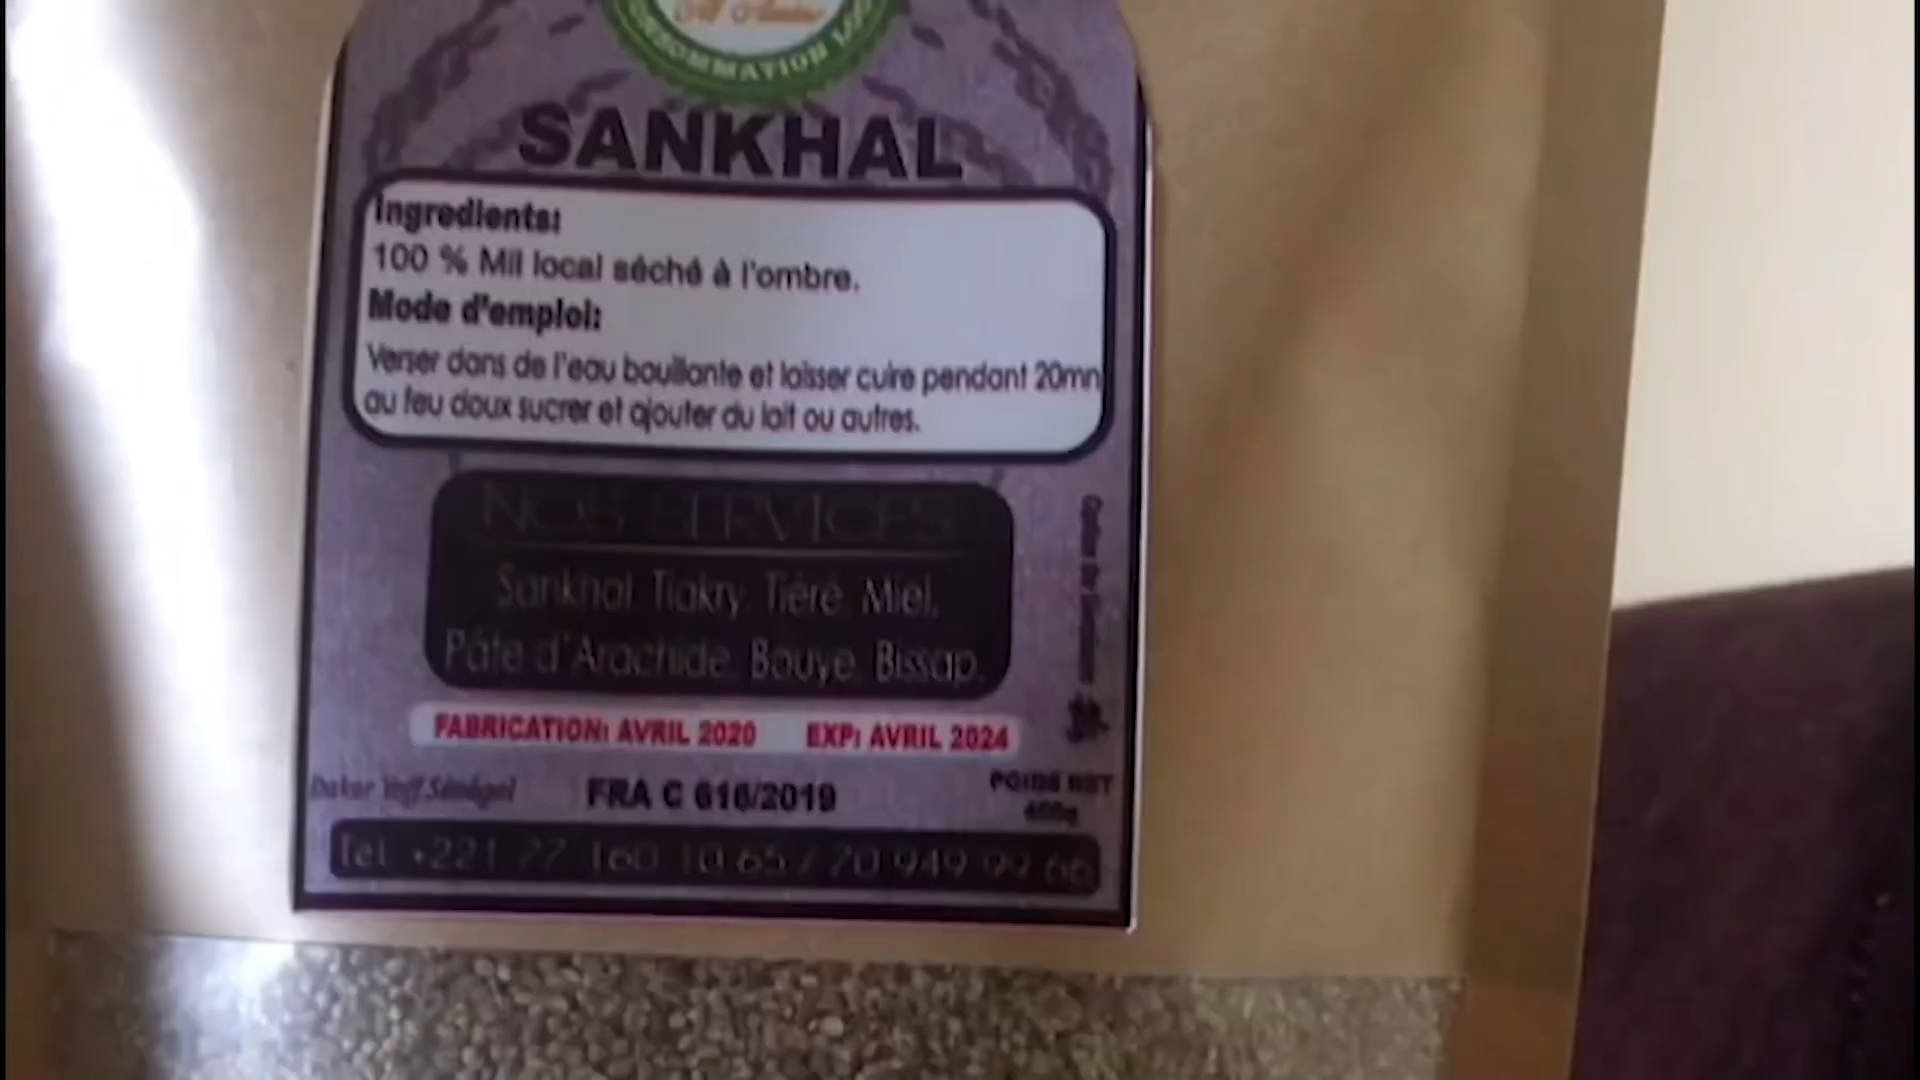 SANKHAL
Ingredients:
100 % Mil local séché à l'ombre.
Mode d'emploi:
Verser dans de l'eau bouillante et laisser cuire pendant 20mn
au feu doux sucrer et ajouter du lait ou autres.
NOS SERVICES
Sankhal, Tiakry, Tiéré, Miel,
Pâte d'Arachide, Bouye, Bissap.
FABRICATION: AVRIL 2020 EXP: AVRIL 2024
Dakar Yoff Sénégal FRA C 616/2019 POIDS NET
400g
Tel: +221 77 160 10 65 / 70 949 99 66